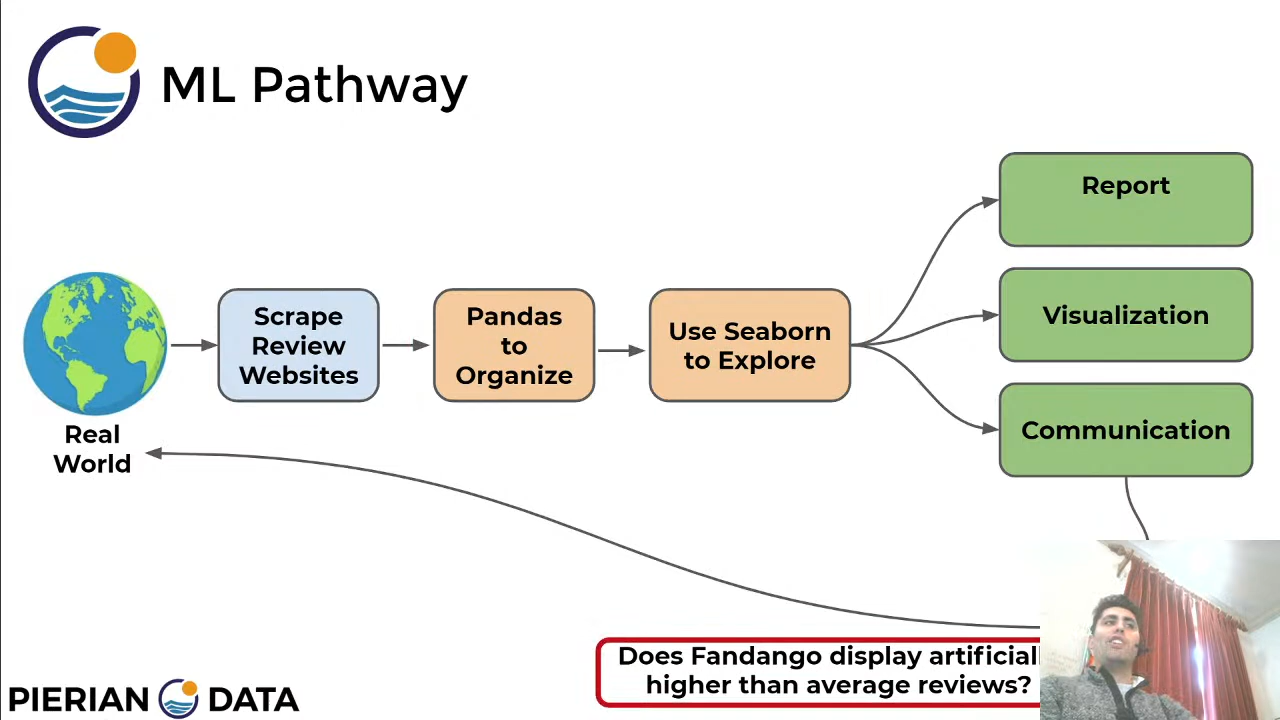 ML Pathway
Report
Scrape
Review
Websites
Pandas
to
Organize
Use Seaborn
to Explore
Visualization
Communication
Real
World
Does Fandango display
higher than average reviews?
PIERIAN DATA